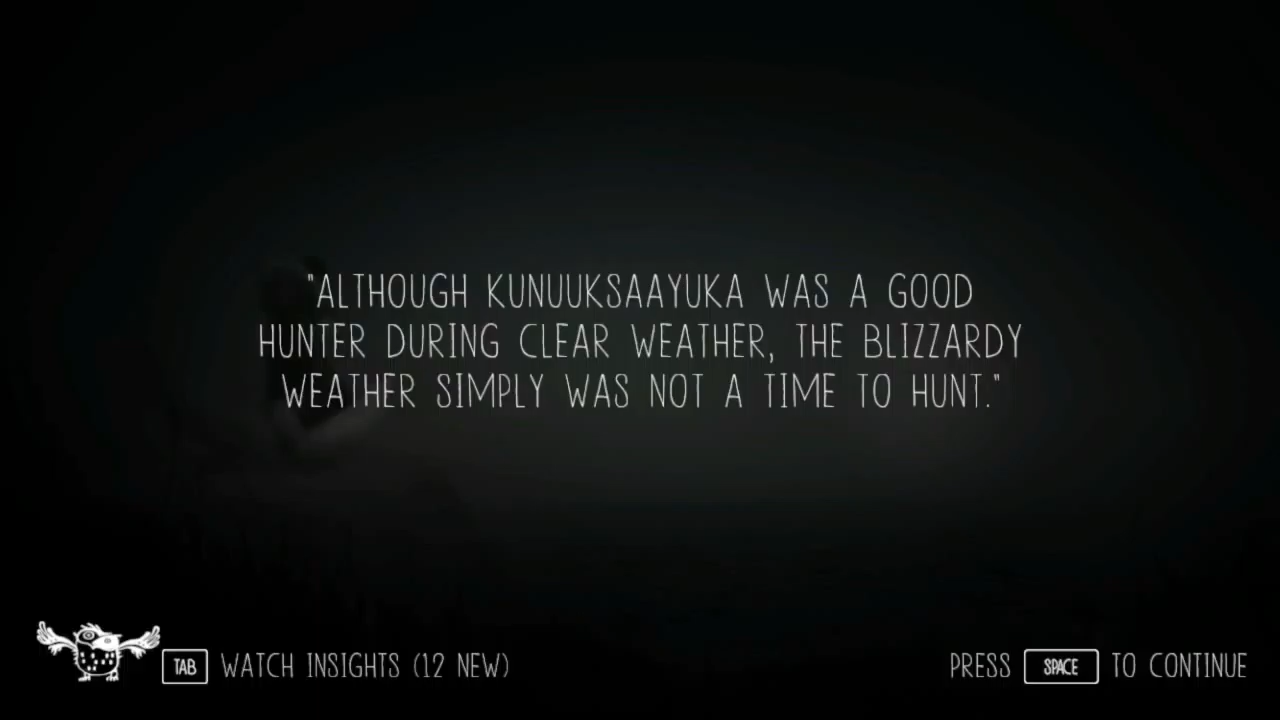 "ALTHOUGH KUNUUKSAAYUKA WAS A GOOD
HUNTER DURING CLEAR WEATHER, THE BLIZZARDY
WEATHER SIMPLY WAS NOT A TIME TO HUNT."
TAB WATCH INSIGHTS (12 NEW)
PRESS SPACE TO CONTINUE